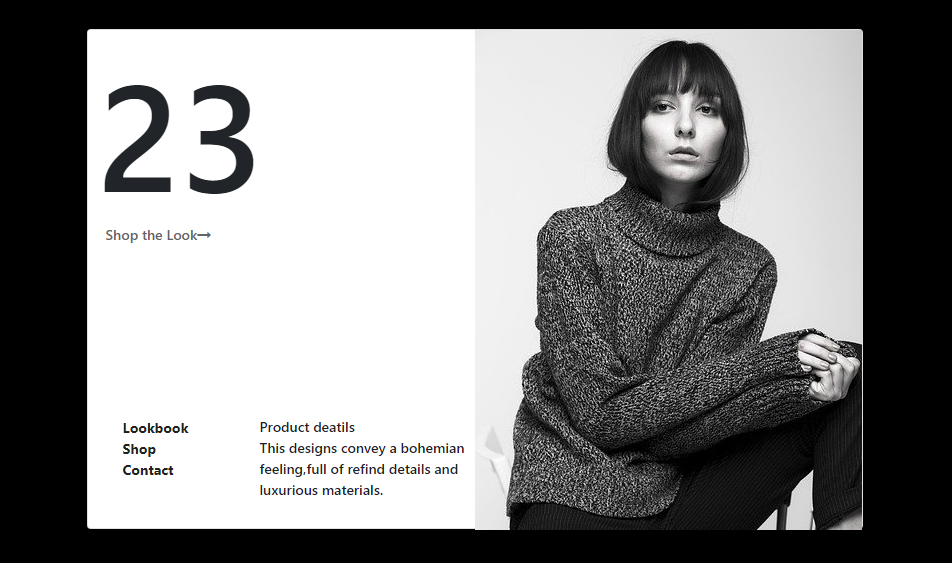 23
Shop the Look→
Lookbook
Shop
Contact
Product deatils
This designs convey a bohemian
feeling,full of refind details and
luxurious materials.